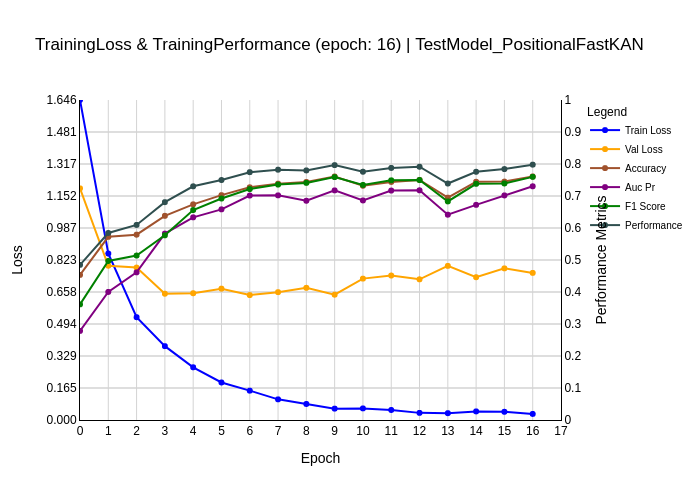 TrainingLoss & TrainingPerformance (epoch: 16) | TestModel_PositionalFastKAN
Loss
1.646
1.481
1.317
1.152
0.987
0.823
0.658
0.494
0.329
0.165
0.000
0 1 2 3 4 5 6 7 8 9 10 11 12 13 14 15 16 17
Epoch
1
0.9
0.8
0.7
0.6
0.5
0.4
0.3
0.2
0.1
0
Performance Metrics
Legend
Train Loss
Val Loss
Accuracy
Auc Pr
F1 Score
Performance